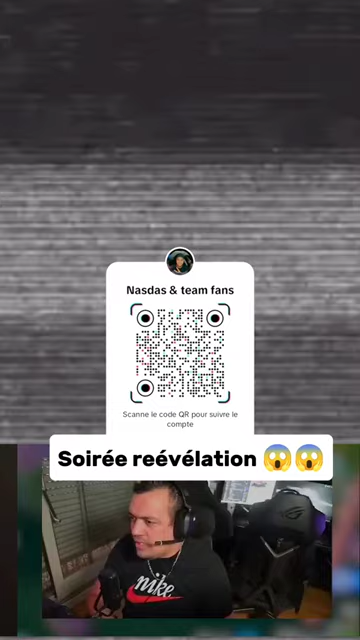 Nasdas & team fans
Scanne le code QR pour suivre le
compte
Soirée reévélation 😱😱
nike